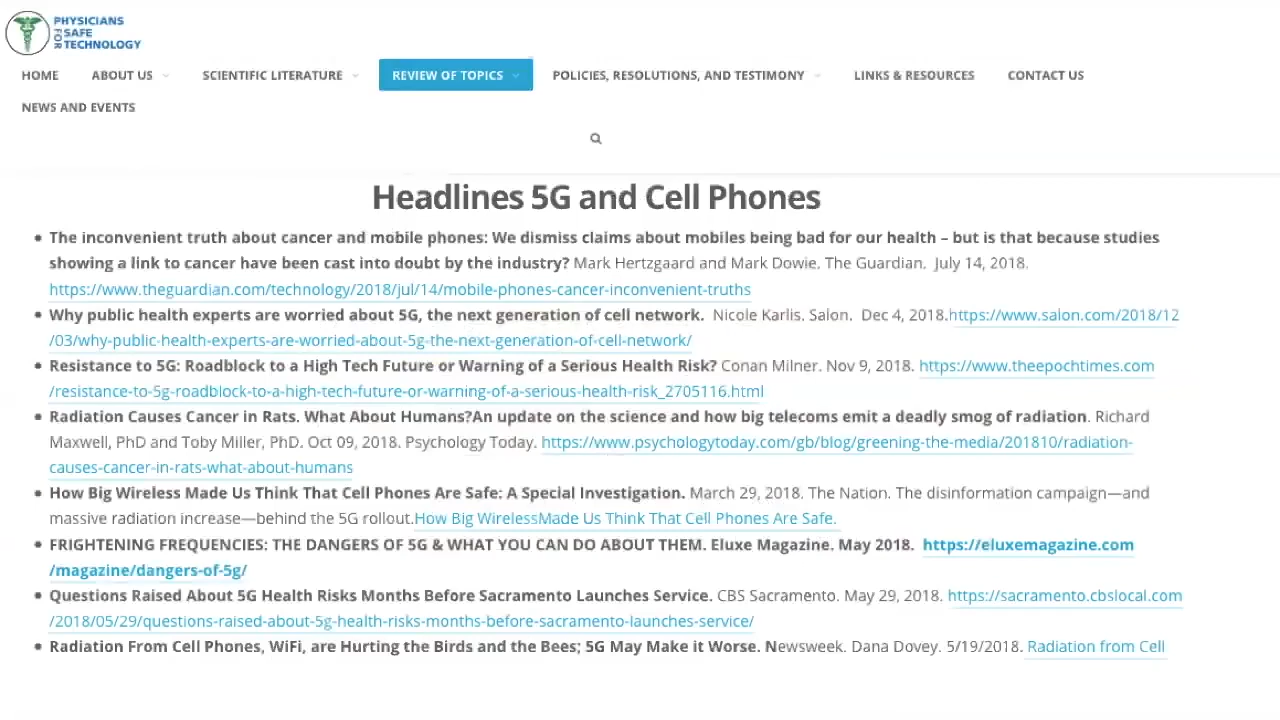 PHYSICIANS
FOR
SAFE
TECHNOLOGY
HOME ABOUT US SCIENTIFIC LITERATURE REVIEW OF TOPICS POLICIES, RESOLUTIONS, AND TESTIMONY LINKS & RESOURCES CONTACT US
NEWS AND EVENTS
Headlines 5G and Cell Phones
• The inconvenient truth about cancer and mobile phones: We dismiss claims about mobiles being bad for our health – but is that because studies
showing a link to cancer have been cast into doubt by the industry? Mark Hertzgaard and Mark Dowie. The Guardian. July 14, 2018.
https://www.theguardian.com/technology/2018/jul/14/mobile-phones-cancer-inconvenient-truths
• Why public health experts are worried about 5G, the next generation of cell network. Nicole Karlis. Salon. Dec 4, 2018.https://www.salon.com/2018/12
/03/why-public-health-experts-are-worried-about-5g-the-next-generation-of-cell-network/
• Resistance to 5G: Roadblock to a High Tech Future or Warning of a Serious Health Risk? Conan Milner. Nov 9, 2018. https://www.theepochtimes.com
/resistance-to-5g-roadblock-to-a-high-tech-future-or-warning-of-a-serious-health-risk_2705116.html
• Radiation Causes Cancer in Rats. What About Humans?An update on the science and how big telecoms emit a deadly smog of radiation. Richard
Maxwell, PhD and Toby Miller, PhD. Oct 09, 2018. Psychology Today. https://www.psychologytoday.com/gb/blog/greening-the-media/201810/radiation-
causes-cancer-in-rats-what-about-humans
• How Big Wireless Made Us Think That Cell Phones Are Safe: A Special Investigation. March 29, 2018. The Nation. The disinformation campaign—and
massive radiation increase—behind the 5G rollout.How Big WirelessMade Us Think That Cell Phones Are Safe.
• FRIGHTENING FREQUENCIES: THE DANGERS OF 5G & WHAT YOU CAN DO ABOUT THEM. Eluxe Magazine. May 2018. https://eluxemagazine.com
/magazine/dangers-of-5g/
• Questions Raised About 5G Health Risks Months Before Sacramento Launches Service. CBS Sacramento. May 29, 2018. https://sacramento.cbslocal.com
/2018/05/29/questions-raised-about-5g-health-risks-months-before-sacramento-launches-service/
• Radiation From Cell Phones, WiFi, are Hurting the Birds and the Bees; 5G May Make it Worse. Newsweek. Dana Dovey. 5/19/2018. Radiation from Cell